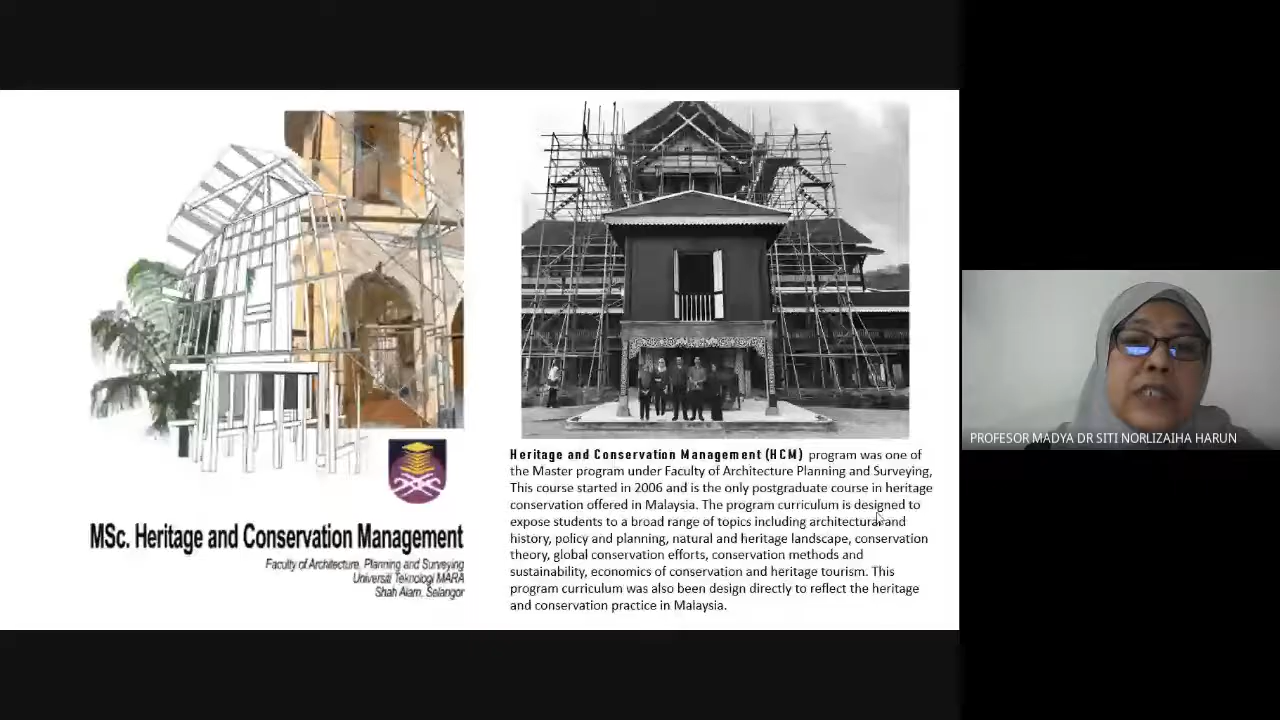 MSc. Heritage and Conservation Management
Faculty of Architecture, Planning and Surveying
Universiti Teknologi MARA
Shah Alam, Selangor
Heritage and Conservation Management (HCM) program was one of
the Master program under Faculty of Architecture Planning and Surveying,
This course started in 2006 and is the only postgraduate course in heritage
conservation offered in Malaysia. The program curriculum is designed to
expose students to a broad range of topics including architectural and
history, policy and planning, natural and heritage landscape, conservation
theory, global conservation efforts, conservation methods and
sustainability, economics of conservation and heritage tourism. This
program curriculum was also been design directly to reflect the heritage
and conservation practice in Malaysia.
PROFESOR MADYA DR SITI NORLIZAIHA HARUN